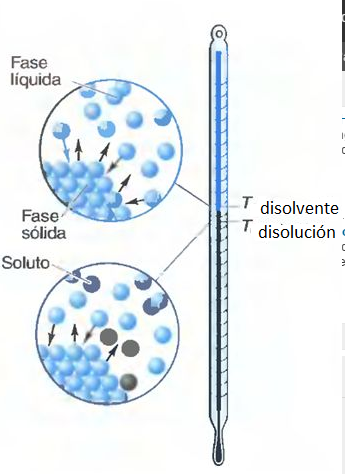 Fase
líquida
Fase
sólida
Soluto
T disolvente
T disolución